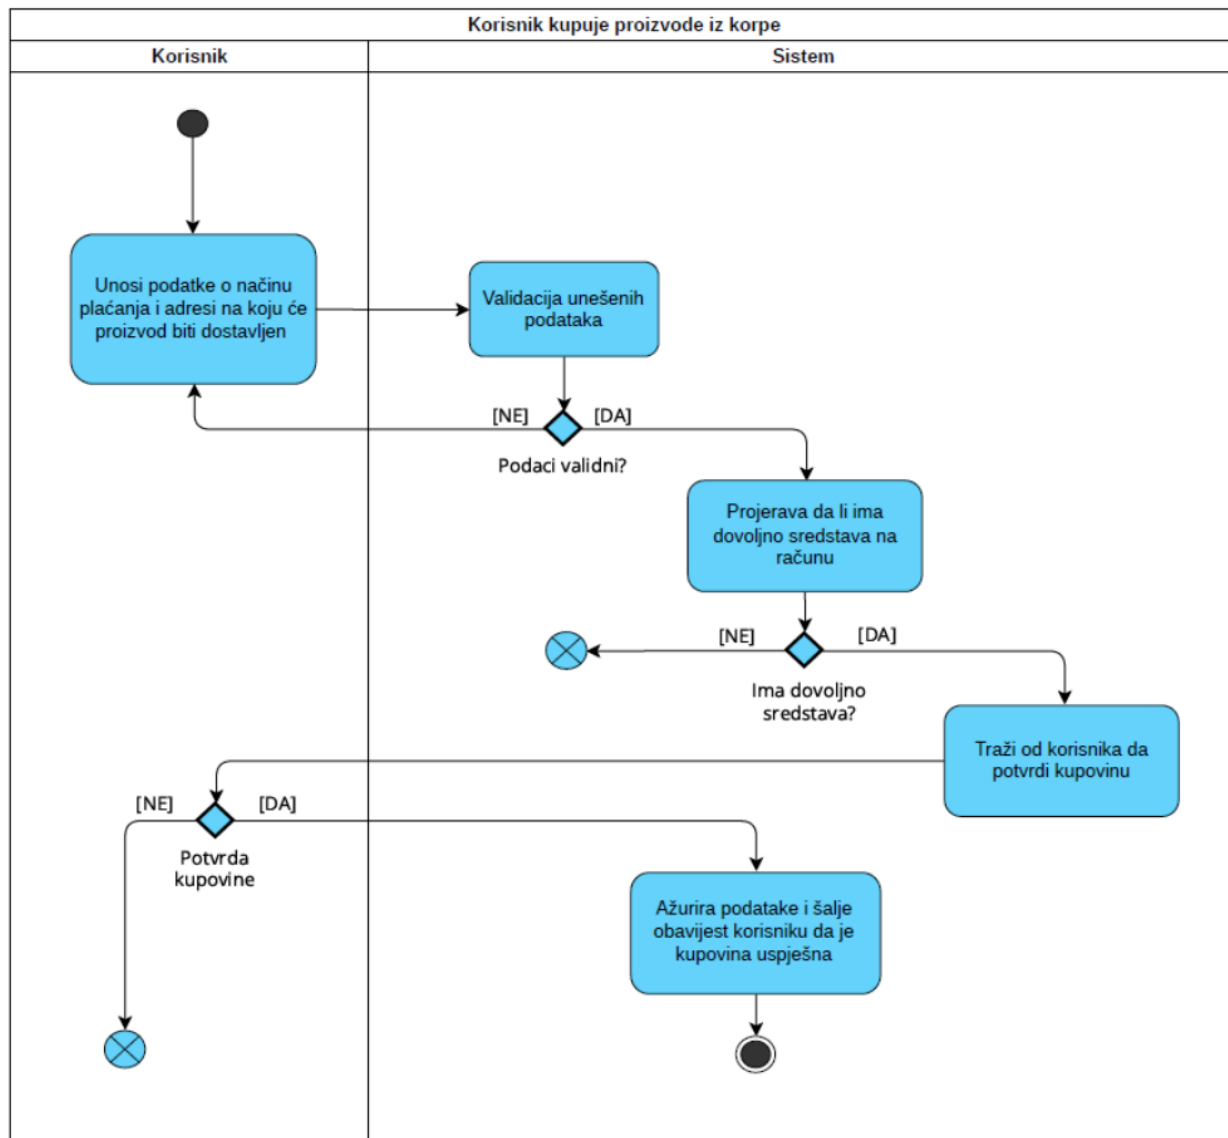 Korisnik kupuje proizvode iz korpe
Korisnik
Sistem
Unosi podatke o načinu
plaćanja i adresi na koju će
proizvod biti dostavljen
Validacija unešenih
podataka
[NE]
[DA]
Podaci validni?
Projerava da li ima
dovoljno sredstava na
računu
[NE]
[DA]
Ima dovoljno
sredstava?
Traži od korisnika da
potvrdi kupovinu
[NE]
[DA]
Potvrda
kupovine
Ažurira podatake i šalje
obavijest korisniku da je
kupovina uspješna